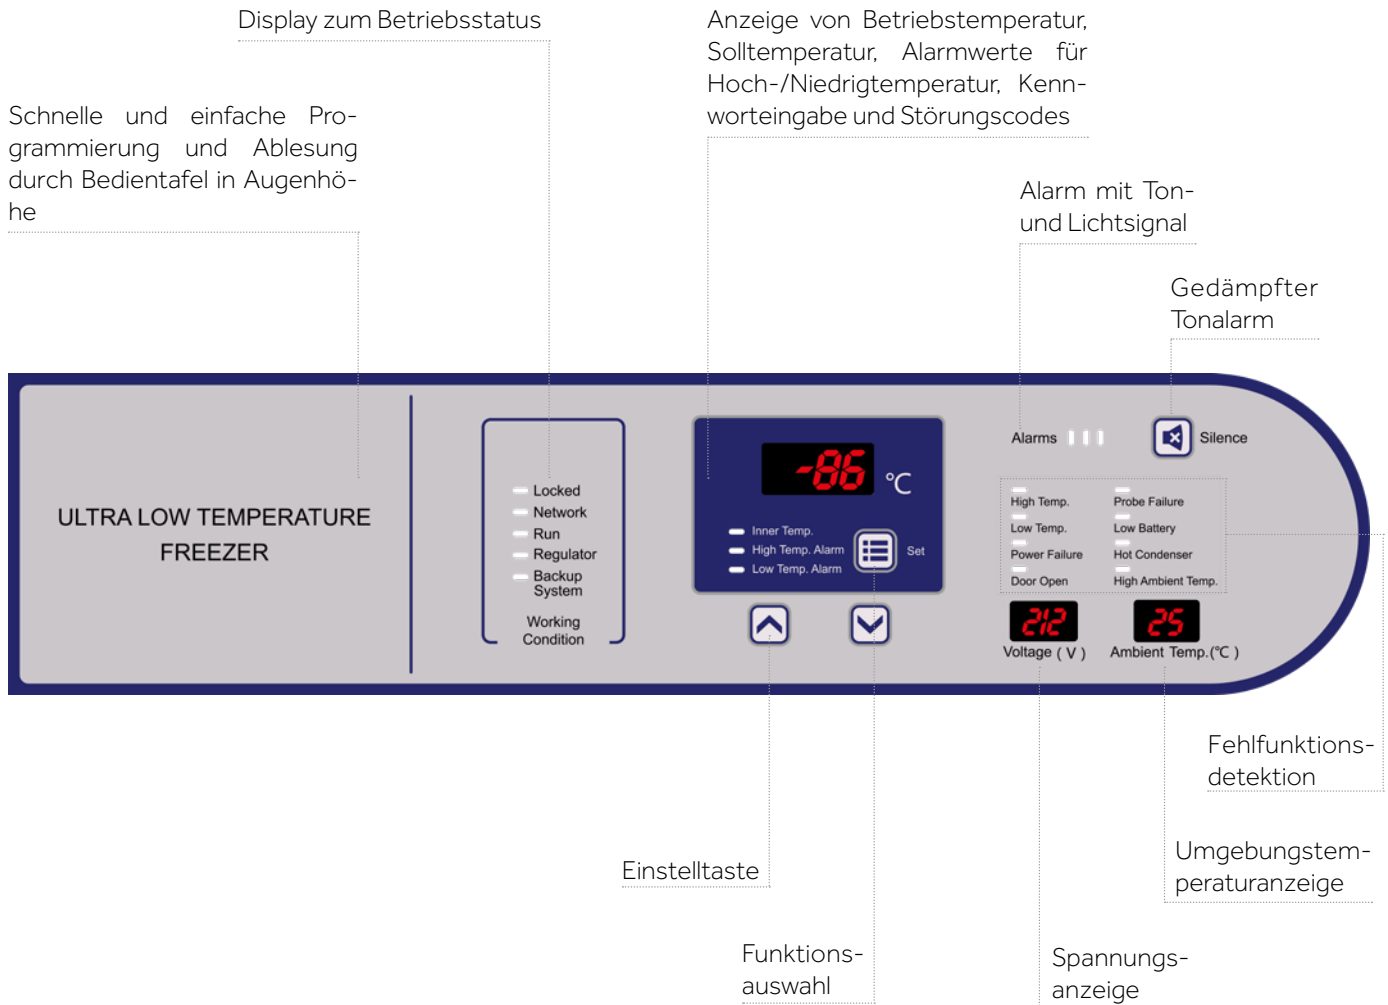 Display zum Betriebsstatus
Anzeige von Betriebstemperatur,
Solltemperatur, Alarmwerte für
Hoch-/Niedrigtemperatur, Kenn-
worteingabe und Störungscodes
Schnelle und einfache Pro-
grammierung und Ablesung
durch Bedientafel in Augenhö-
he
Alarm mit Ton-
und Lichtsignal
Gedämpfter
Tonalarm
ULTRA LOW TEMPERATURE
FREEZER
Locked
Network
Run
Regulator
Backup
System
Working
Condition
-86 °C
Inner Temp.
High Temp. Alarm
Low Temp. Alarm
Set
Alarms
Silence
High Temp.
Probe Failure
Low Temp.
Low Battery
Power Failure
Hot Condenser
Door Open
High Ambient Temp.
212
25
Voltage ( V )
Ambient Temp.(℃ )
Fehlfunktions-
detektion
Umgebungstem-
peraturanzeige
Einstelltaste
Funktions-
auswahl
Spannungs-
anzeige